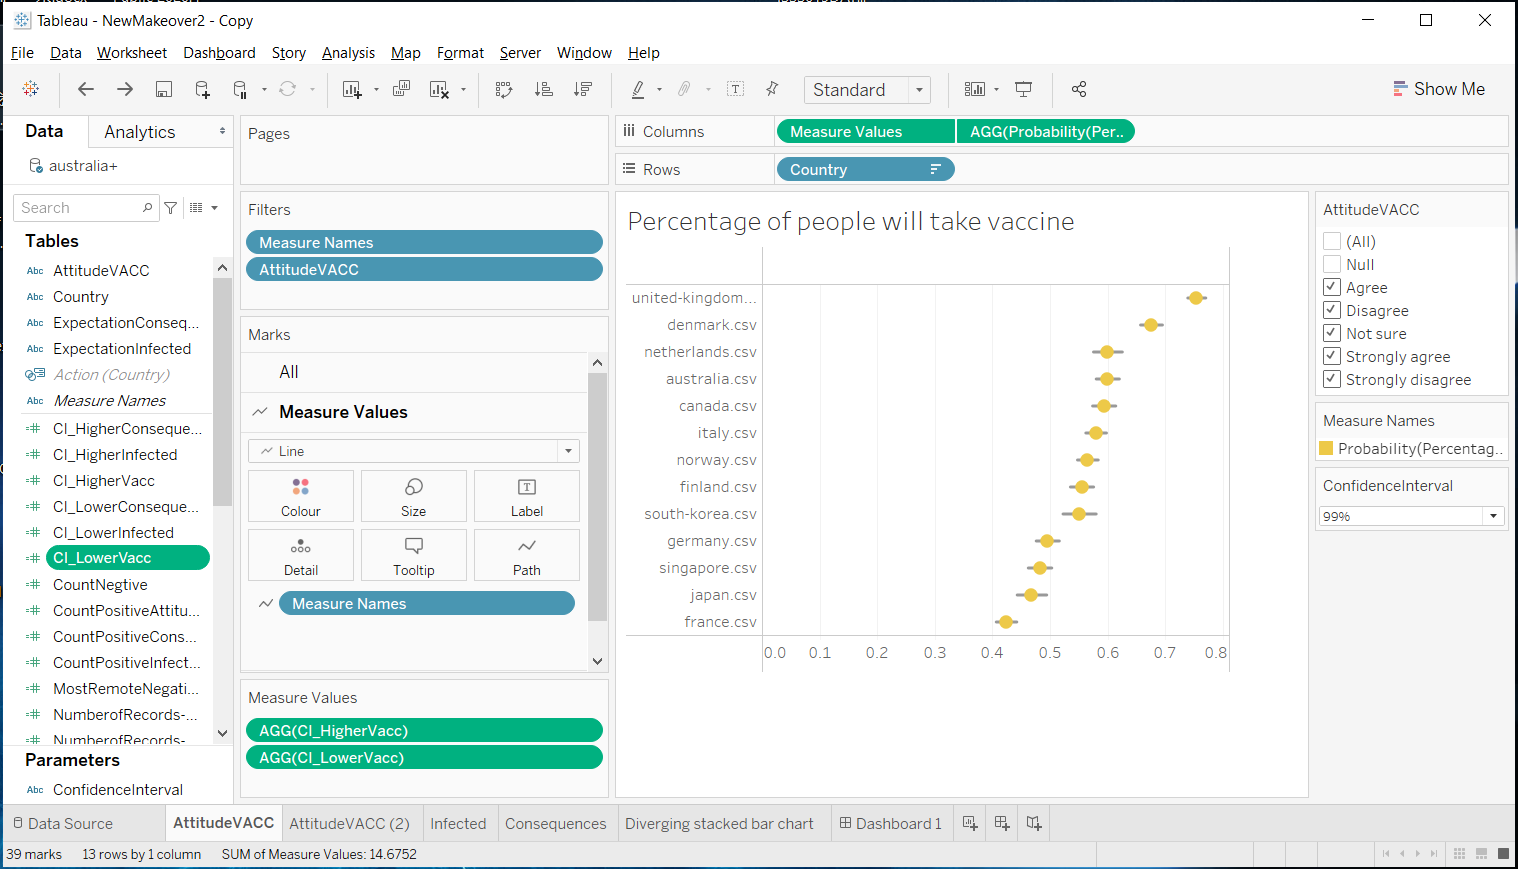 Tableau - NewMakeover2 - Copy
File Data Worksheet Dashboard Story Analysis Map Format Server Window Help
Standard
Show Me
Data
Analytics
australia+
Search
Tables
Abc AttitudeVACC
Abc Country
Abc ExpectationConseq...
Abc ExpectationInfected
Action (Country)
Abc Measure Names
CI_HigherConseque...
CI_HigherInfected
CI_HigherVacc
CI_LowerConseque...
CI_LowerInfected
CI_LowerVacc
CountNegtive
CountPositiveAttitu...
CountPositiveCons...
CountPositiveInfect...
MostRemoteNegati...
NumberofRecords-...
NumberofRecords-
Parameters
Abc ConfidenceInterval
Pages
Filters
Measure Names
AttitudeVACC
Marks
All
Measure Values
Line
Colour
Size
Label
Detail
Tooltip
Path
Measure Names
Measure Values
AGG(CI_HigherVacc)
AGG(CI_LowerVacc)
Columns
Measure Values
AGG(Probability(Per..
Rows
Country
Percentage of people will take vaccine
united-kingdom...
denmark.csv
netherlands.csv
australia.csv
canada.csv
italy.csv
norway.csv
finland.csv
south-korea.csv
germany.csv
singapore.csv
japan.csv
france.csv
0.0 0.1 0.2 0.3 0.4 0.5 0.6 0.7 0.8
AttitudeVACC
(All)
Null
Agree
Disagree
Not sure
Strongly agree
Strongly disagree
Measure Names
Probability(Percentag..
ConfidenceInterval
99%
Data Source
AttitudeVACC
AttitudeVACC (2)
Infected
Consequences
Diverging stacked bar chart
Dashboard 1
39 marks
13 rows by 1 column
SUM of Measure Values: 14.6752